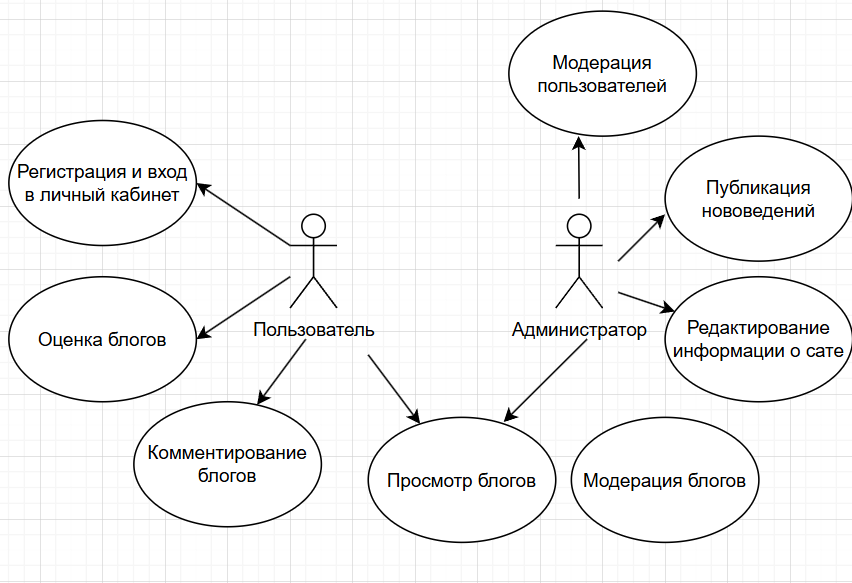 Модерация
пользователей
Регистрация и вход
в личный кабинет
Публикация
нововедений
Оценка блогов
Пользователь
Администратор
Редактирование
информации о сате
Комментирование
блогов
Просмотр блогов
Модерация блогов